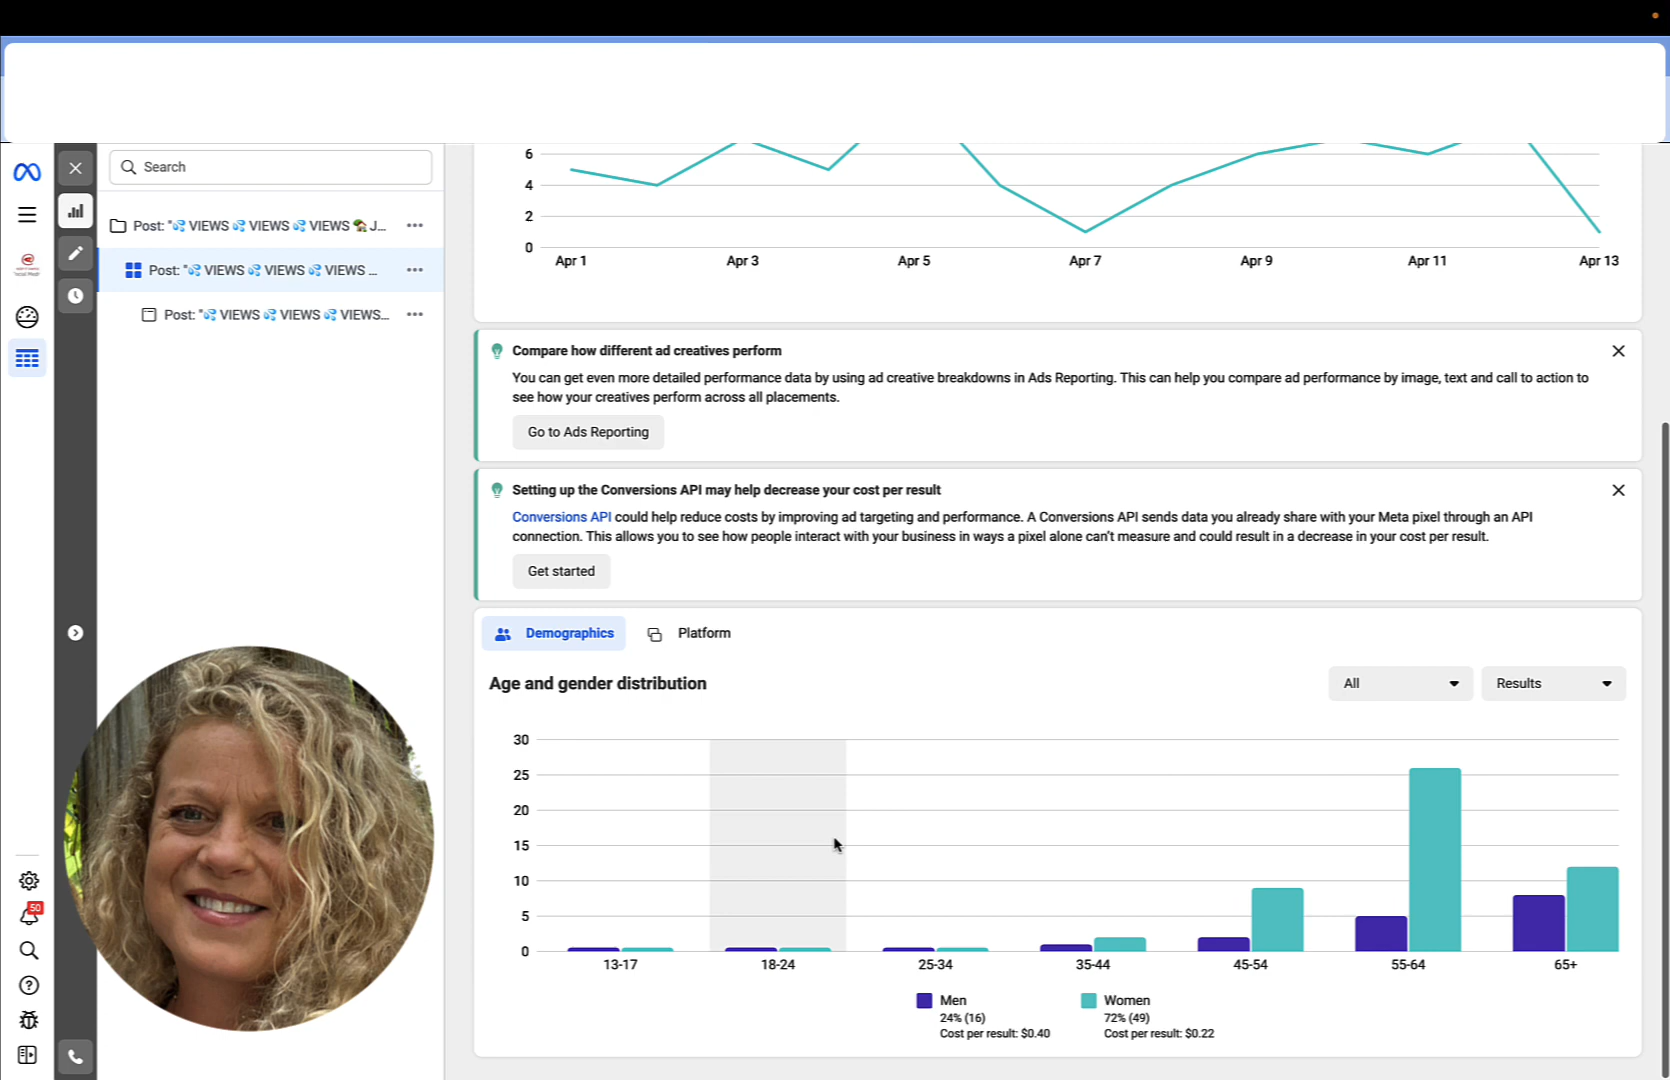 Search
Post: "💦 VIEWS 💦 VIEWS 💦 VIEWS 🏡 J...
Post: "💦 VIEWS 💦 VIEWS 💦 VIEWS ...
Post: "💦 VIEWS 💦 VIEWS 💦 VIEWS...
50
6
4
2
0
Apr 1 Apr 3 Apr 5 Apr 7 Apr 9 Apr 11 Apr 13
Compare how different ad creatives perform
You can get even more detailed performance data by using ad creative breakdowns in Ads Reporting. This can help you compare ad performance by image, text and call to action to
see how your creatives perform across all placements.
Go to Ads Reporting
Setting up the Conversions API may help decrease your cost per result
Conversions API could help reduce costs by improving ad targeting and performance. A Conversions API sends data you already share with your Meta pixel through an API
connection. This allows you to see how people interact with your business in ways a pixel alone can't measure and could result in a decrease in your cost per result.
Get started
Demographics Platform
Age and gender distribution
All Results
30
25
20
15
10
5
0
13-17 18-24 25-34 35-44 45-54 55-64 65+
Men Women
24% (16) 72% (49)
Cost per result: $0.40 Cost per result: $0.22